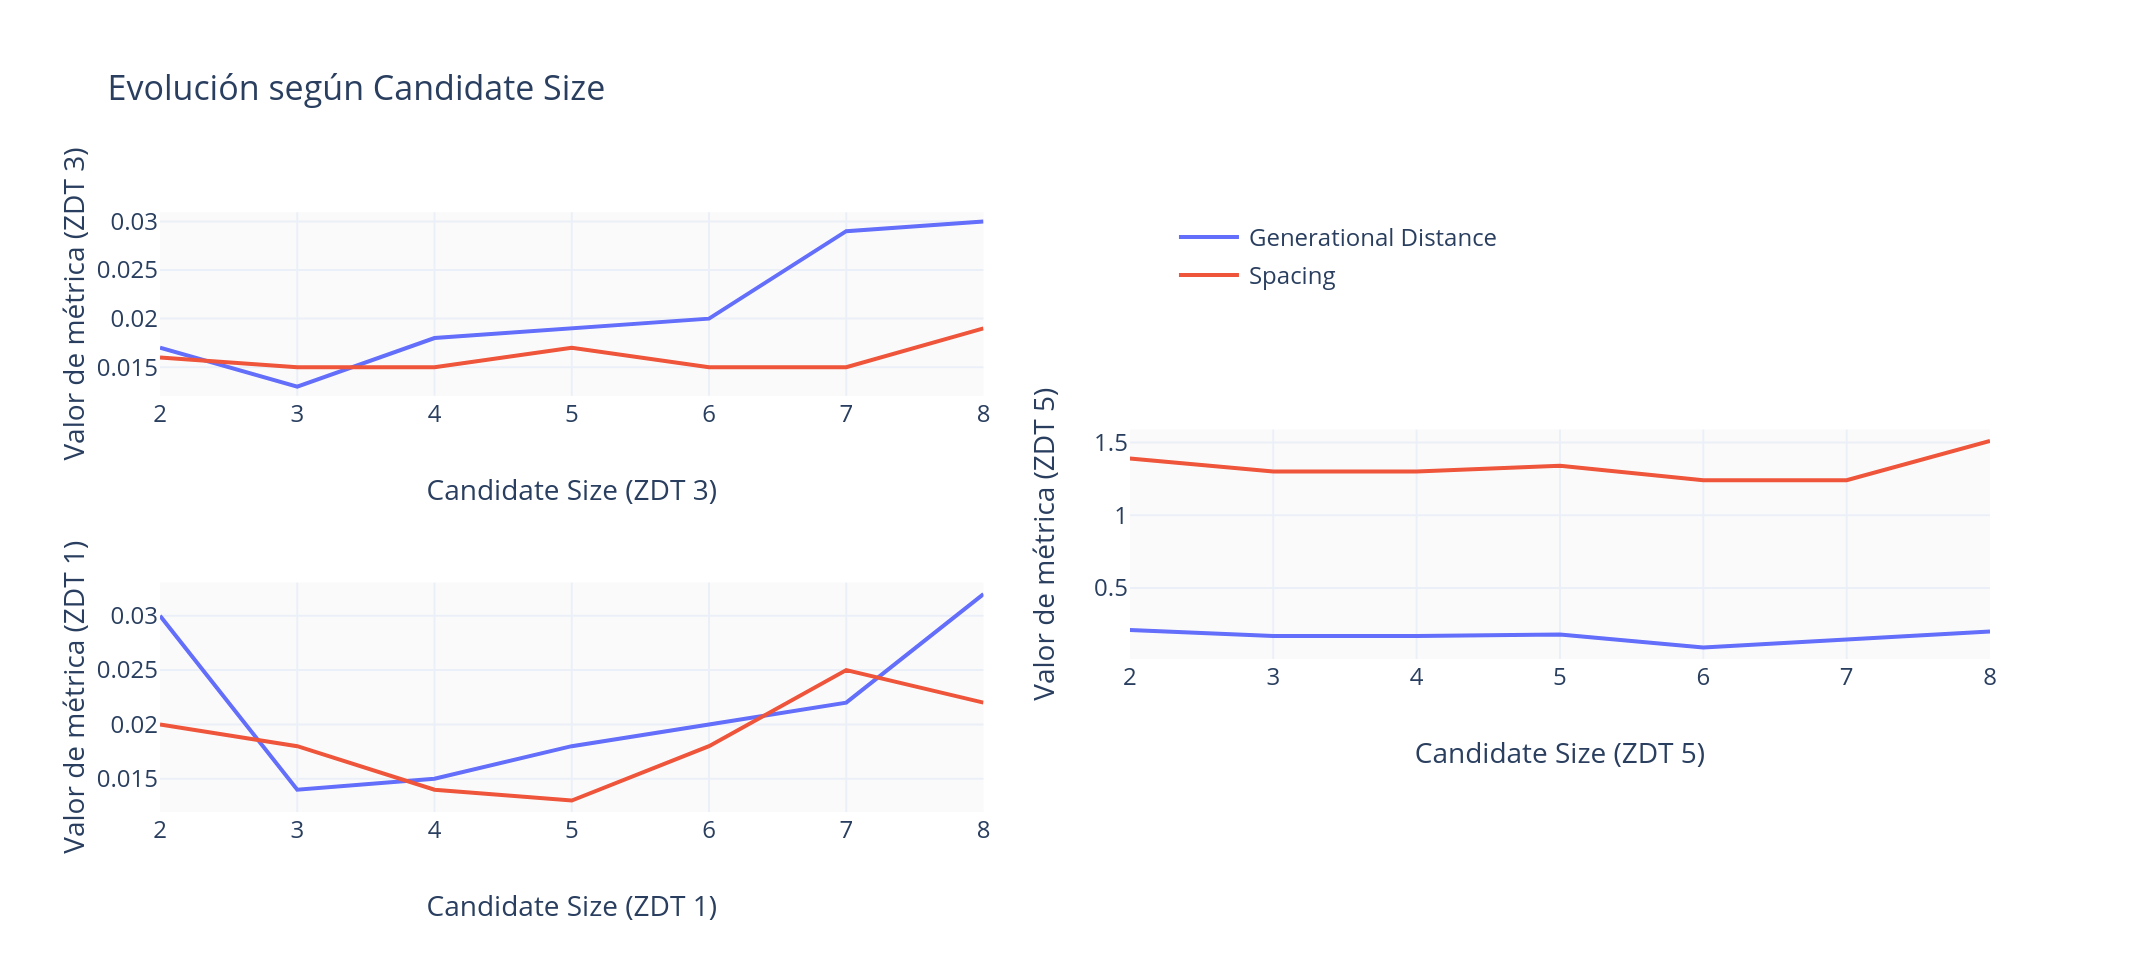 Evolución según Candidate Size
Valor de métrica (ZDT 3)
0.03
0.025
0.02
0.015
2 3 4 5 6 7 8
Candidate Size (ZDT 3)
Generational Distance
Spacing
Valor de métrica (ZDT 1)
0.03
0.025
0.02
0.015
2 3 4 5 6 7 8
Candidate Size (ZDT 1)
Valor de métrica (ZDT 5)
1.5
1
0.5
2 3 4 5 6 7 8
Candidate Size (ZDT 5)